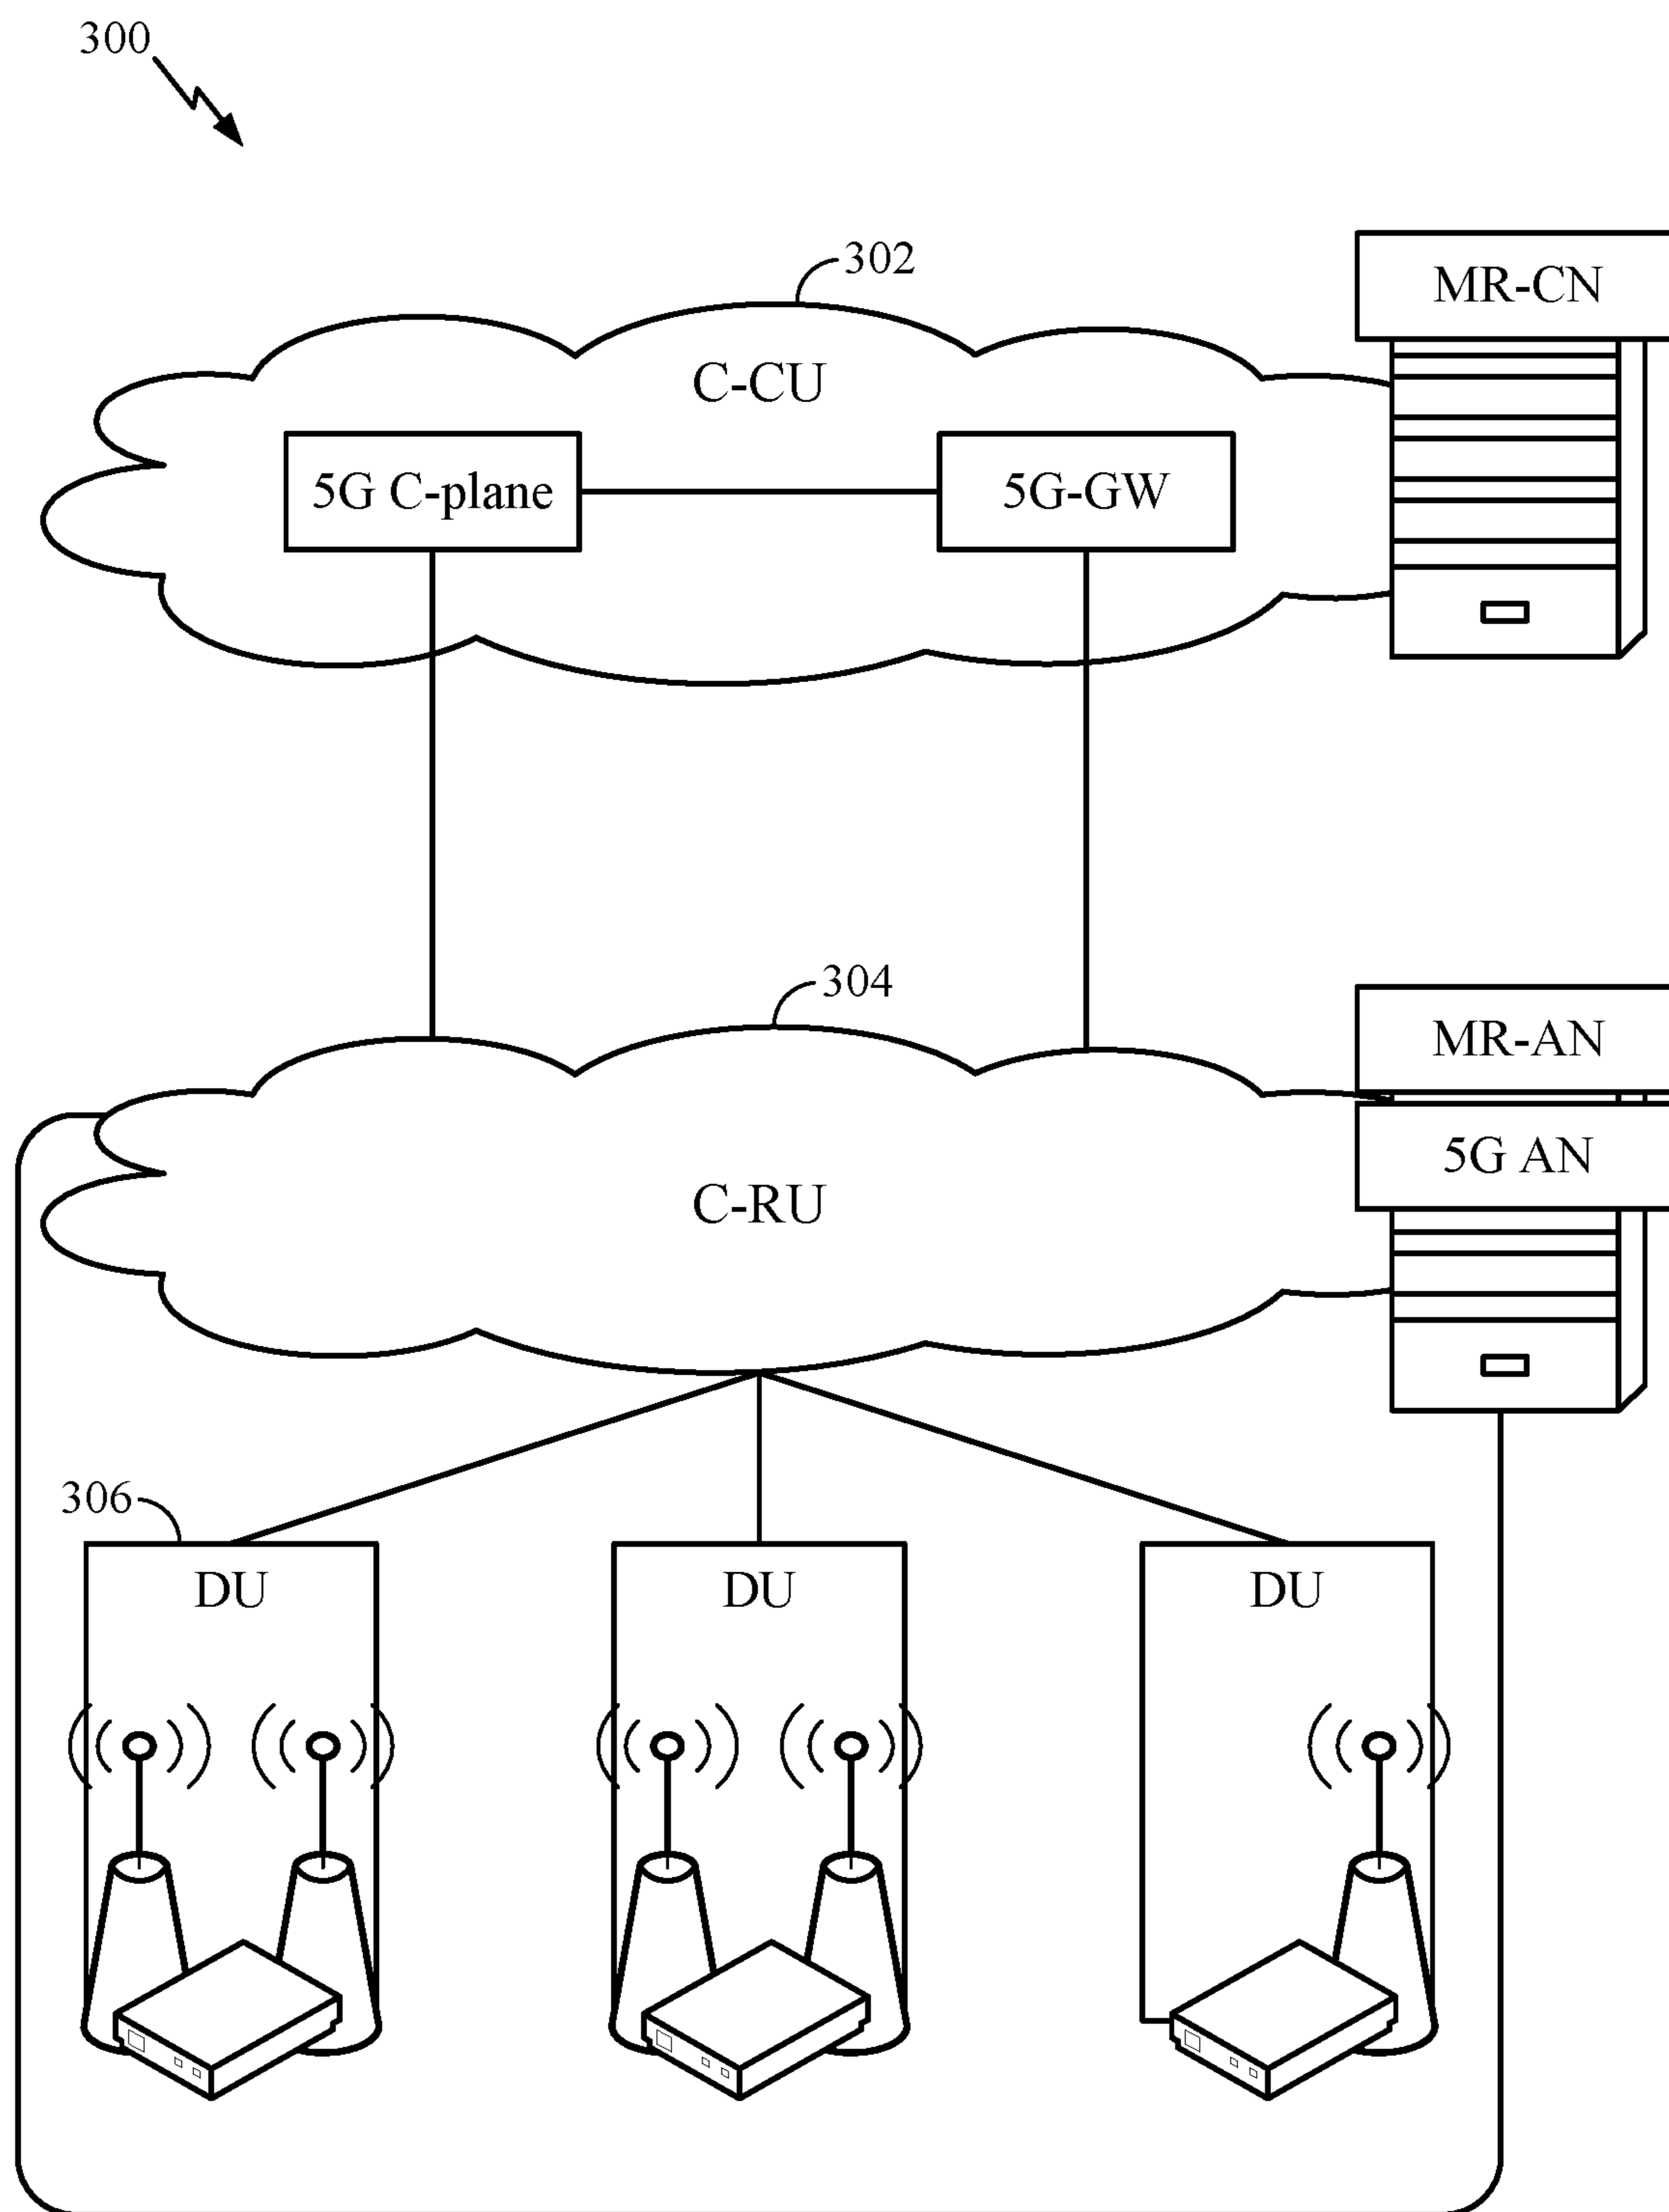 300
302
MR-CN
C-CU
5G C-plane
5G-GW
304
MR-AN
5G AN
C-RU
306
DU
DU
DU